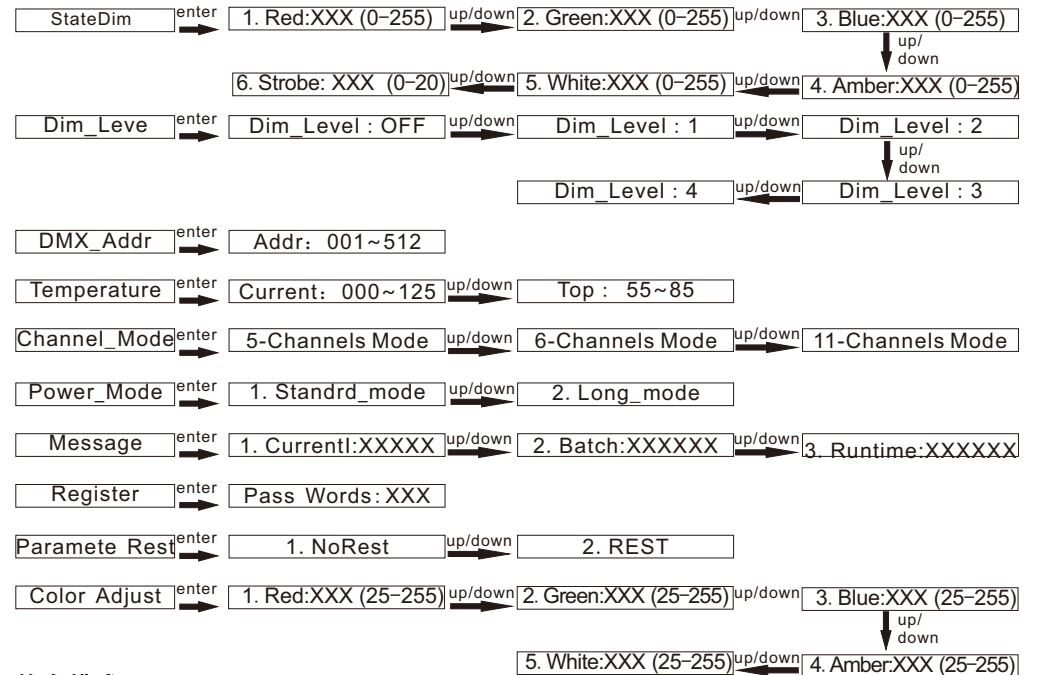 StateDim enter 1. Red:XXX (0-255) up/down 2. Green:XXX (0-255) up/down 3. Blue:XXX (0-255)
up/
down
6. Strobe: XXX (0-20) up/down 5. White:XXX (0-255) up/down 4. Amber:XXX (0-255)
Dim_Leve enter Dim_Level : OFF up/down Dim_Level : 1 up/down Dim_Level : 2
up/
down
Dim_Level : 4 up/down Dim_Level : 3
DMX_Addr enter Addr: 001~512
Temperature enter Current: 000~125 up/down Top : 55~85
Channel_Mode enter 5-Channels Mode up/down 6-Channels Mode up/down 11-Channels Mode
Power_Mode enter 1. Standrd_mode up/down 2. Long_mode
Message enter 1. CurrentI:XXXXX up/down 2. Batch:XXXXXX up/down 3. Runtime:XXXXXX
Register enter Pass Words:XXX
Paramete Rest enter 1. NoRest up/down 2. REST
Color Adjust enter 1. Red:XXX (25-255) up/down 2. Green:XXX (25-255) up/down 3. Blue:XXX (25-255)
up/
down
5. White:XXX (25-255) up/down 4. Amber:XXX (25-255)